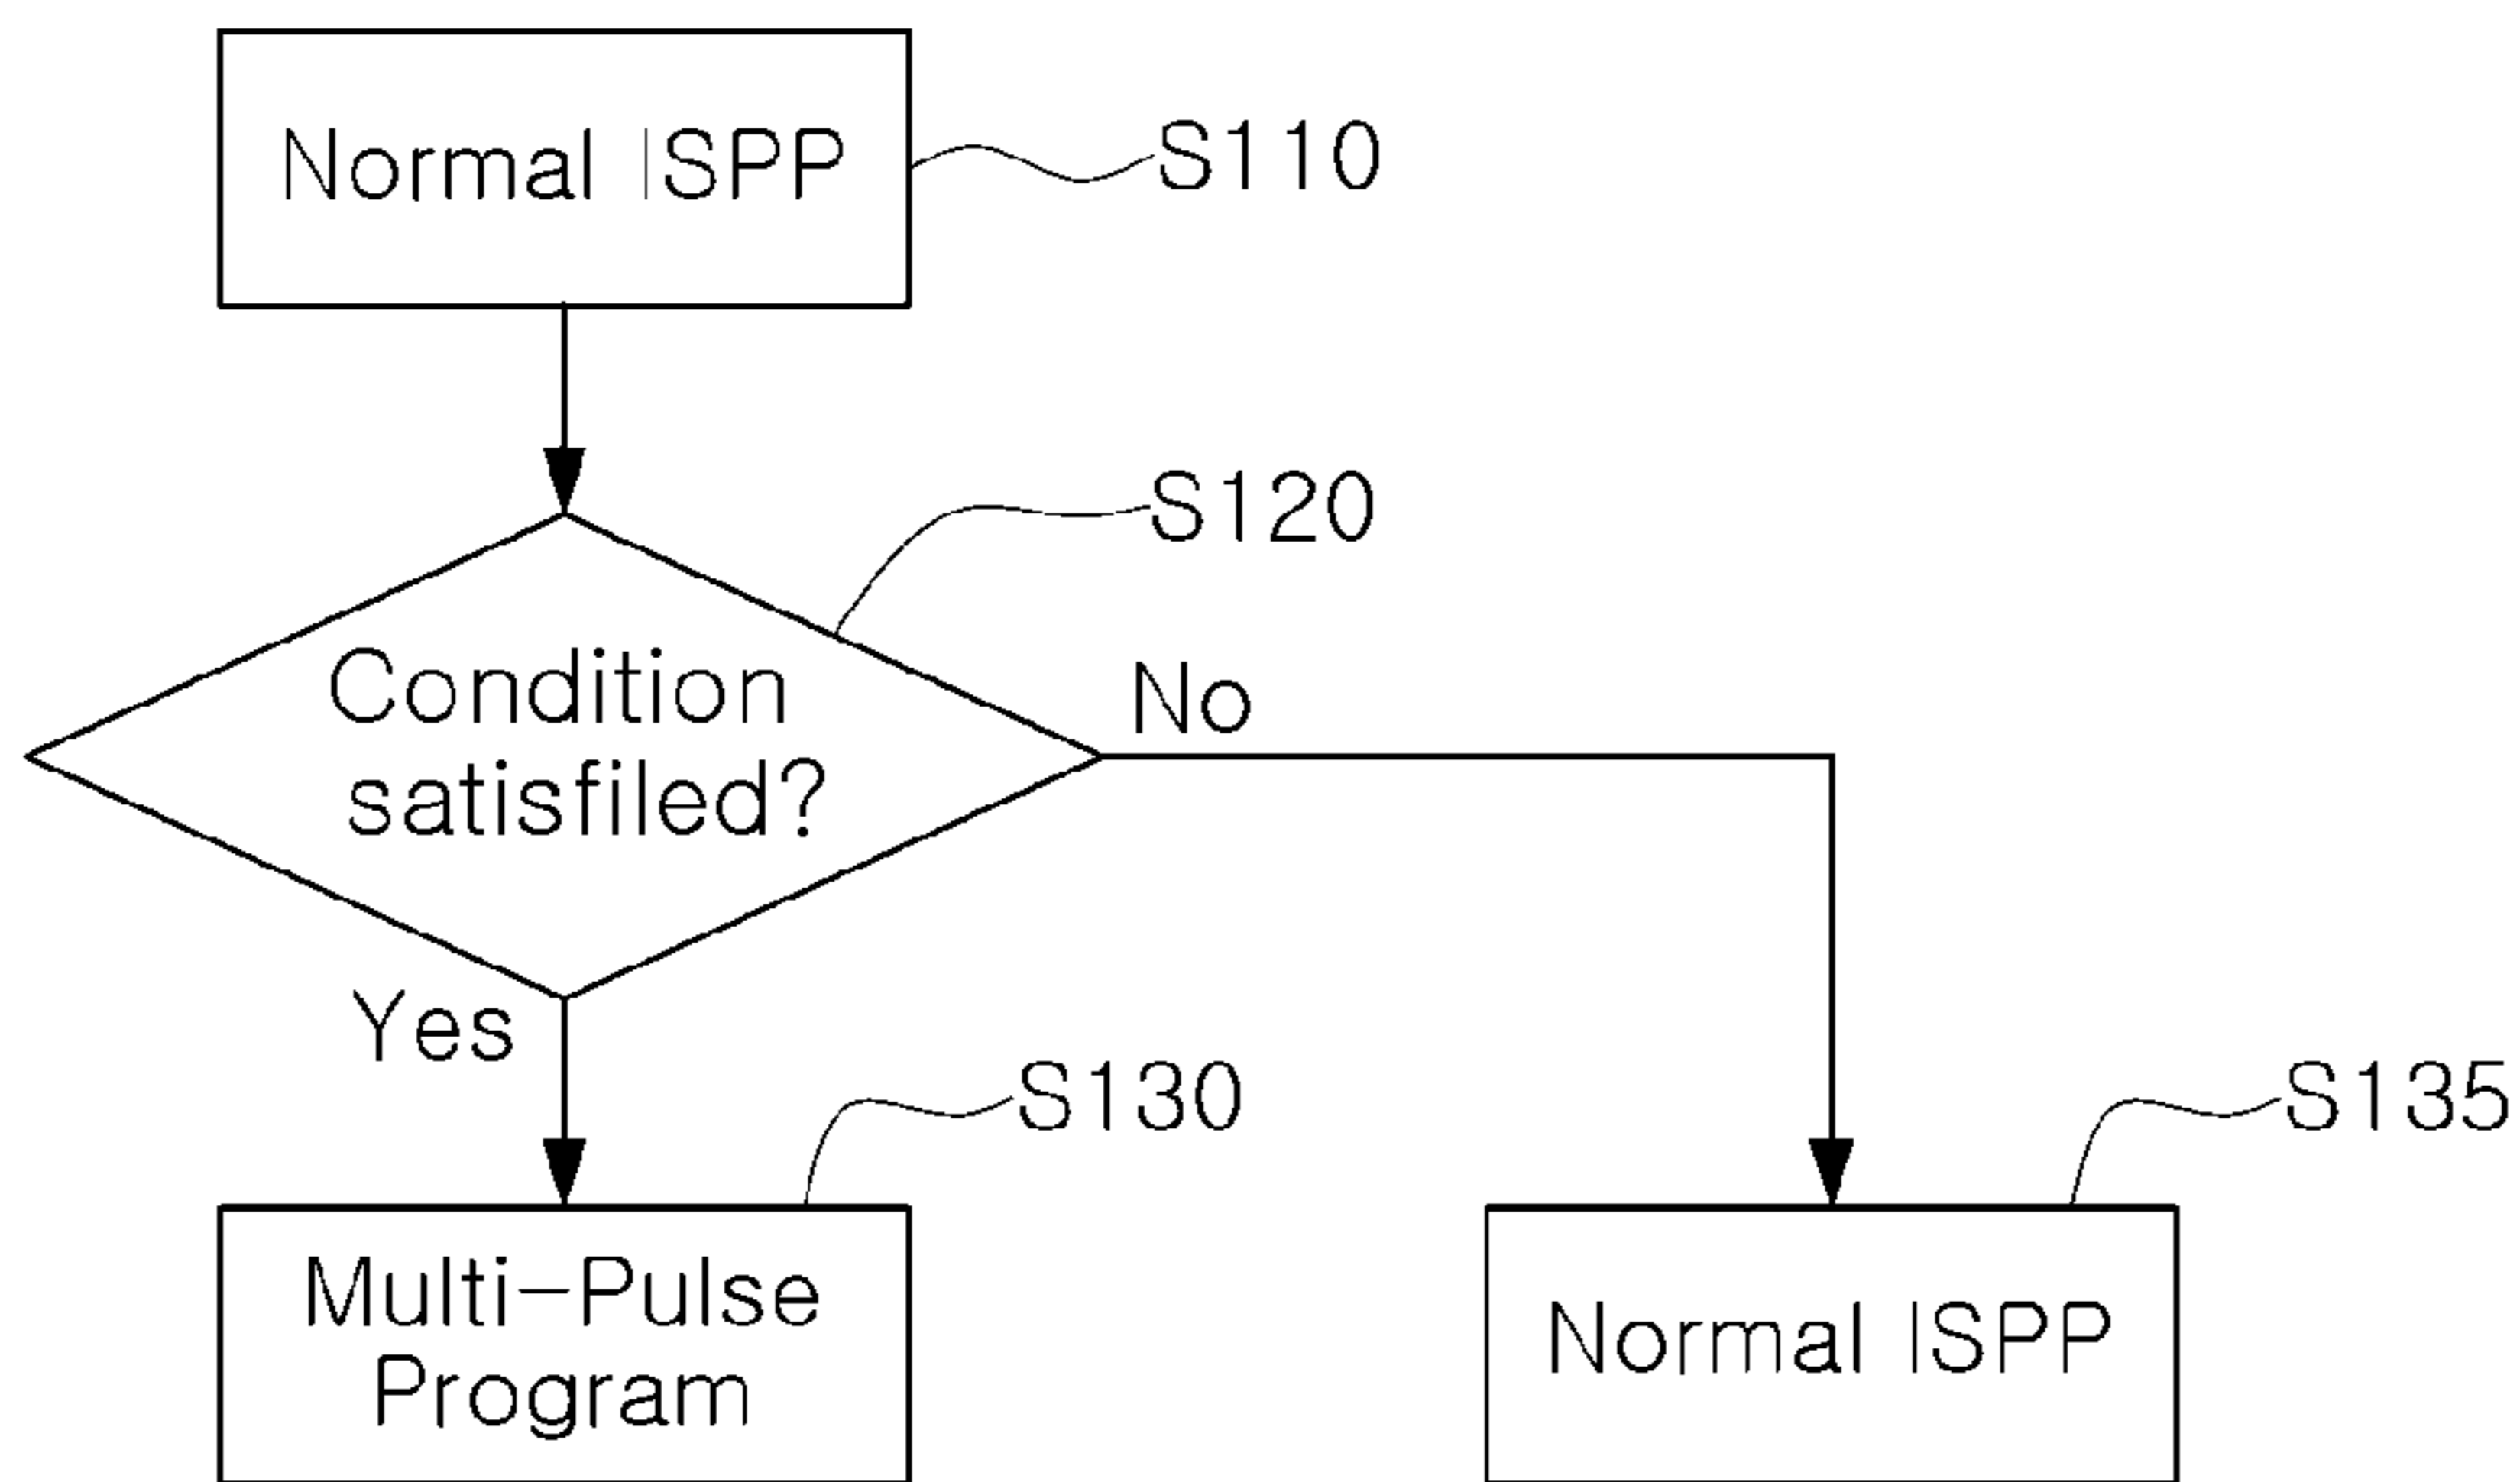 Normal ISPP
S110
S120
Condition
satisfiled?
No
Yes
S130
S135
Multi-Pulse
Program
Normal ISPP